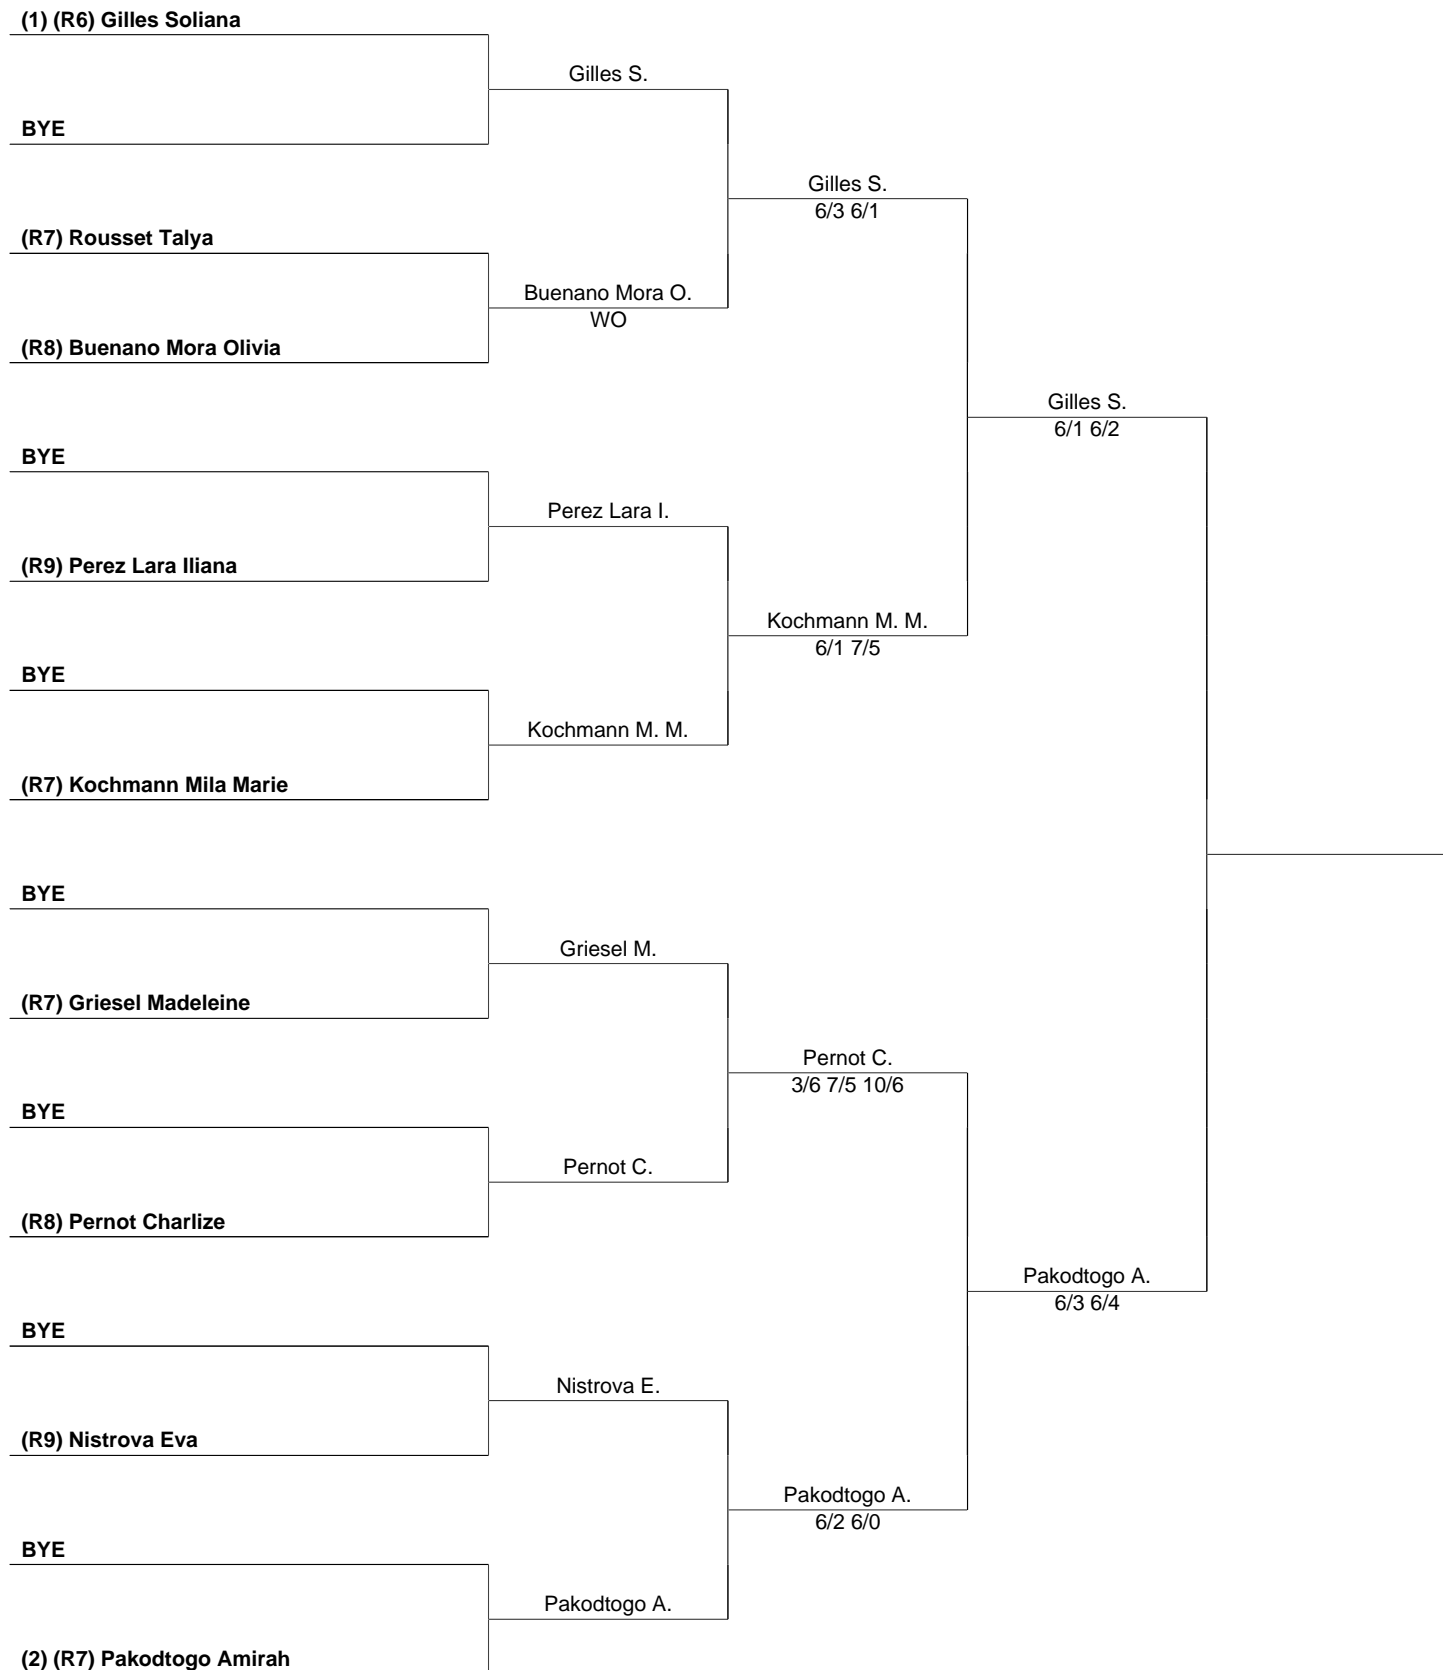 (1) (R6) Gilles Soliana
Gilles S.
BYE
Gilles S.
6/3 6/1
(R7) Rousset Talya
Buenano Mora O.
WO
(R8) Buenano Mora Olivia
Gilles S.
6/1 6/2
BYE
Perez Lara I.
(R9) Perez Lara Iliana
Kochmann M. M.
6/1 7/5
BYE
Kochmann M. M.
(R7) Kochmann Mila Marie
BYE
Griesel M.
(R7) Griesel Madeleine
Pernot C.
3/6 7/5 10/6
BYE
Pernot C.
(R8) Pernot Charlize
Pakodtogo A.
6/3 6/4
BYE
Nistrova E.
(R9) Nistrova Eva
Pakodtogo A.
6/2 6/0
BYE
Pakodtogo A.
(2) (R7) Pakodtogo Amirah